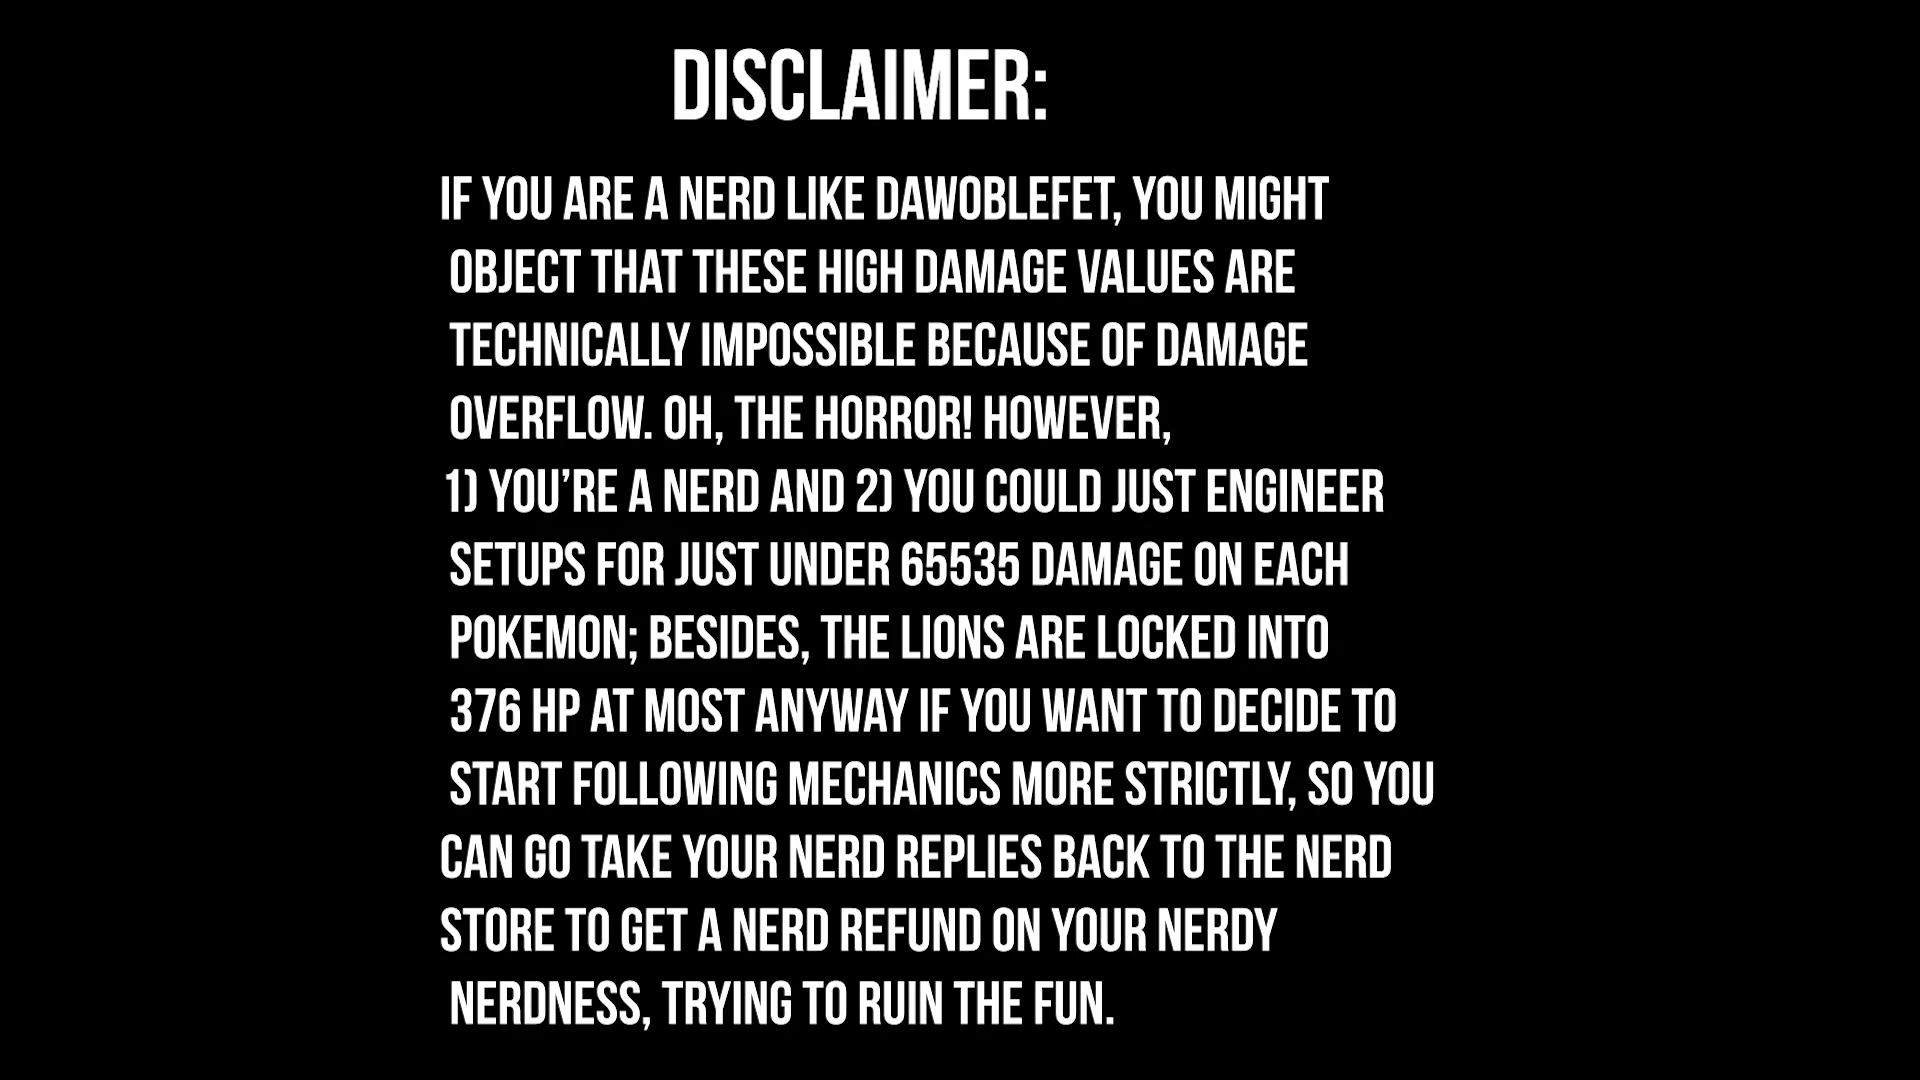 DISCLAIMER:
IF YOU ARE A NERD LIKE DAWOBLEFET, YOU MIGHT
OBJECT THAT THESE HIGH DAMAGE VALUES ARE
TECHNICALLY IMPOSSIBLE BECAUSE OF DAMAGE
OVERFLOW. OH, THE HORROR! HOWEVER,
1) YOU’RE A NERD AND 2) YOU COULD JUST ENGINEER
SETUPS FOR JUST UNDER 65535 DAMAGE ON EACH
POKEMON; BESIDES, THE LIONS ARE LOCKED INTO
376 HP AT MOST ANYWAY IF YOU WANT TO DECIDE TO
START FOLLOWING MECHANICS MORE STRICTLY, SO YOU
CAN GO TAKE YOUR NERD REPLIES BACK TO THE NERD
STORE TO GET A NERD REFUND ON YOUR NERDY
NERDNESS, TRYING TO RUIN THE FUN.